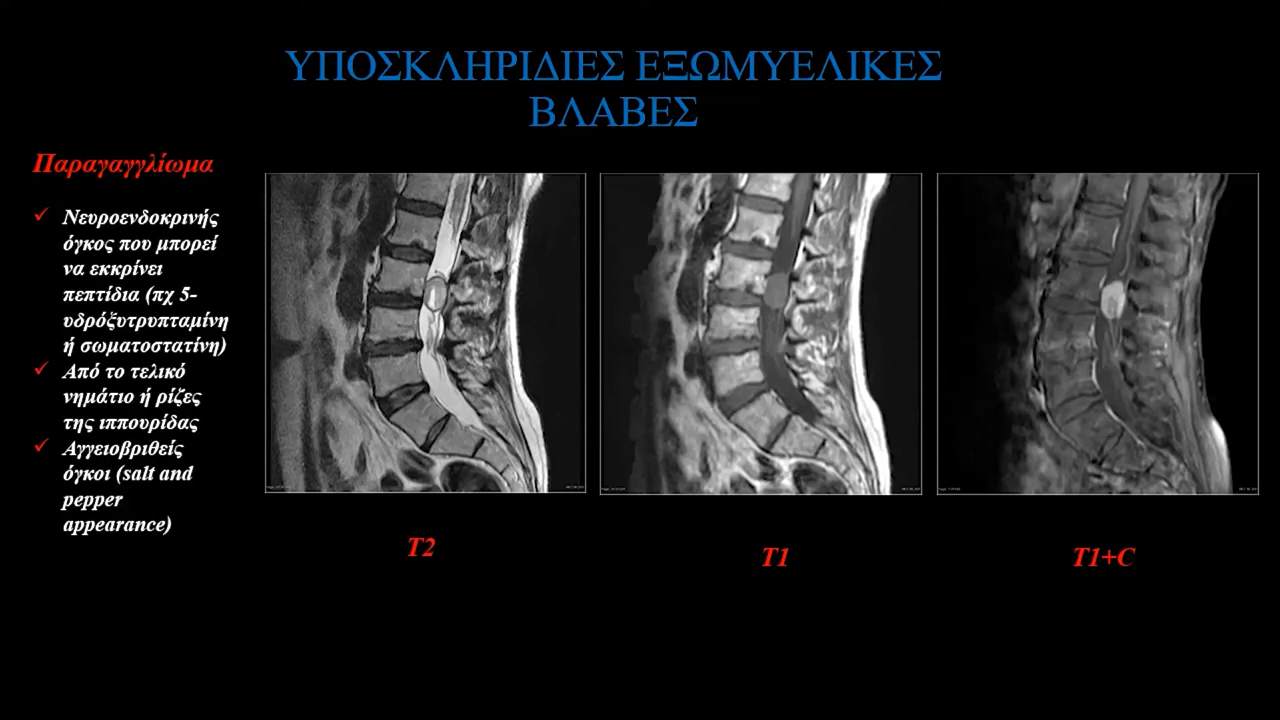 ΥΠΟΣΚΛΗΡΙΔΙΕΣ ΕΞΩΜΥΕΛΙΚΕΣ
ΒΛΑΒΕΣ
Παραγαγγλίωμα
Νευροενδοκρινής
όγκος που μπορεί
να εκκρίνει
πεπτίδια (πχ 5-
υδρόξυτρυπταμίνη
ή σωματοστατίνη)
Από το τελικό
νημάτιο ή ρίζες
της ιππουρίδας
Αγγειοβριθείς
όγκοι (salt and
pepper
appearance)
T2
T1
T1+C